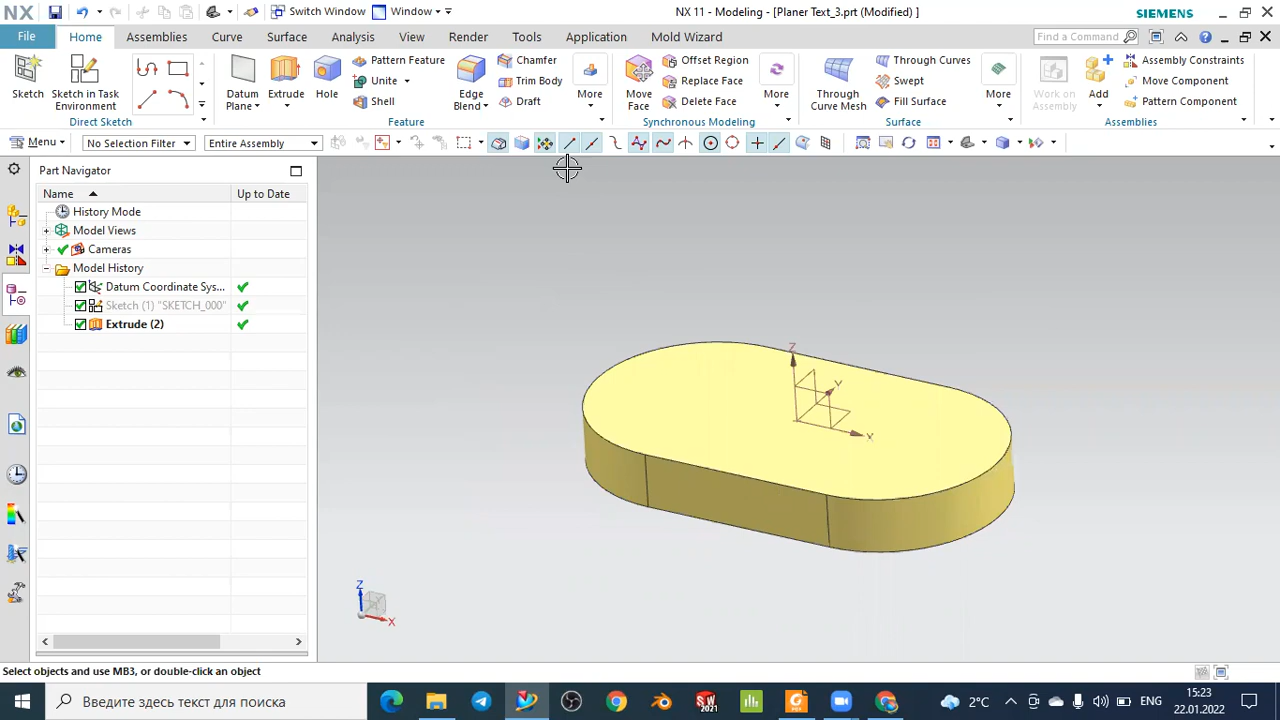 NX
Switch Window
Window
NX 11 - Modeling - [Planer Text_3.prt (Modified) ]
SIEMENS
File
Home
Assemblies
Curve
Surface
Analysis
View
Render
Tools
Application
Mold Wizard
Find a Command
Sketch
Sketch in Task Environment
Direct Sketch
Datum Plane
Extrude
Hole
Pattern Feature
Unite
Shell
Edge Blend
Chamfer
Trim Body
Draft
More
Feature
Move Face
Offset Region
Replace Face
Delete Face
More
Synchronous Modeling
Through Curve Mesh
Through Curves
Swept
Fill Surface
More
Surface
Work on Assembly
Add
Assembly Constraints
Move Component
Pattern Component
Assemblies
Menu
No Selection Filter
Entire Assembly
Part Navigator
Name
Up to Date
History Mode
Model Views
Cameras
Model History
Datum Coordinate Sys...
Sketch (1) "SKETCH_000"
Extrude (2)
Z
Y
X
Z
X
Select objects and use MB3, or double-click an object
Введите здесь текст для поиска
SW
2021
2°C
ENG
15:23
22.01.2022